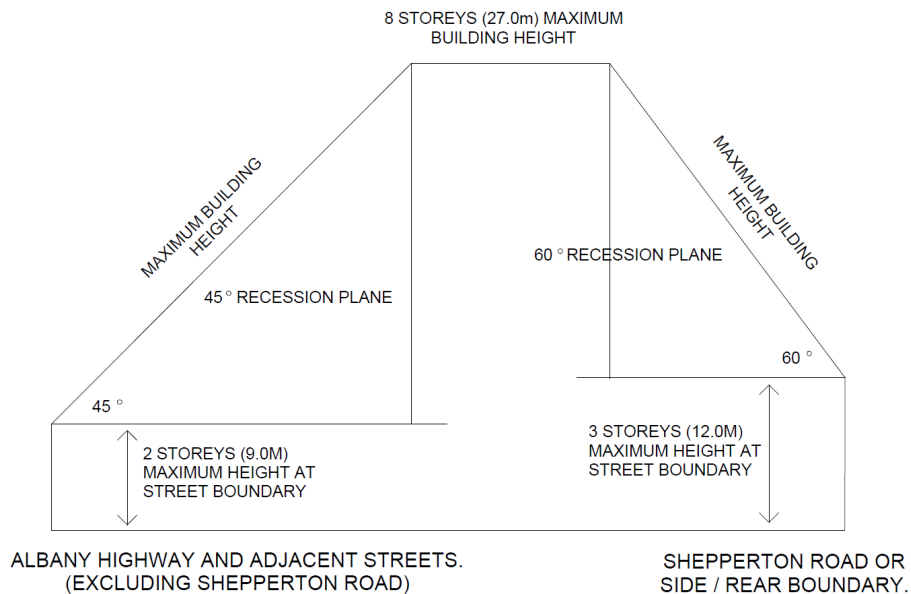 8 STOREYS (27.0m) MAXIMUM
BUILDING HEIGHT
MAXIMUM BUILDING
HEIGHT
MAXIMUM BUILDING
HEIGHT
45° RECESSION PLANE
60° RECESSION PLANE
45°
60°
2 STOREYS (9.0M)
MAXIMUM HEIGHT AT
STREET BOUNDARY
3 STOREYS (12.0M)
MAXIMUM HEIGHT AT
STREET BOUNDARY
ALBANY HIGHWAY AND ADJACENT STREETS.
(EXCLUDING SHEPPERTON ROAD)
SHEPPERTON ROAD OR
SIDE / REAR BOUNDARY.